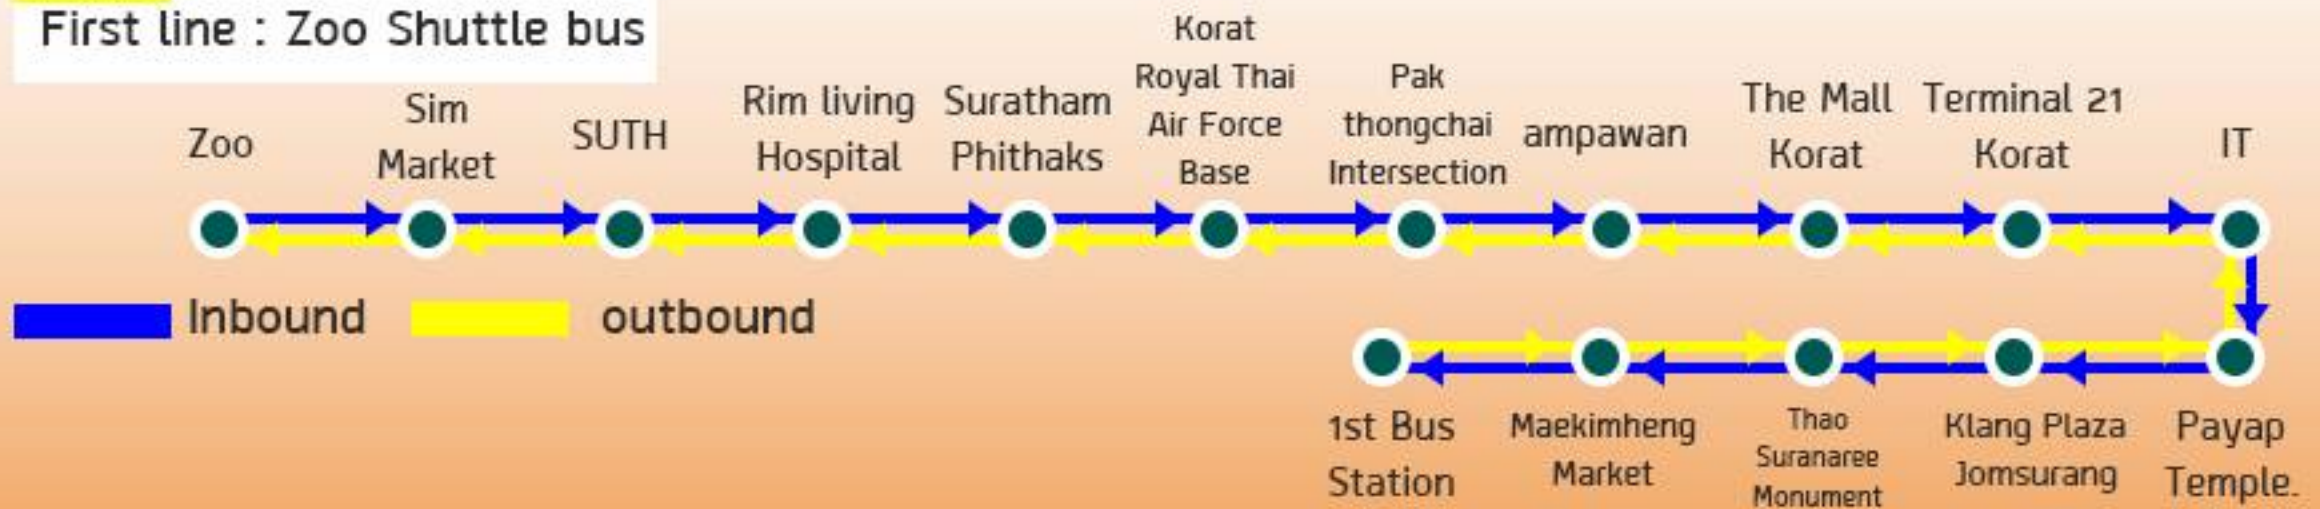 First line : Zoo Shuttle bus
Zoo
Sim
Market
SUTH
Rim living
Hospital
Suratham
Phithaks
Korat
Royal Thai
Air Force
Base
Pak
thongchai
Intersection
ampawan
The Mall
Korat
Terminal 21
Korat
IT
Inbound
outbound
1st Bus
Station
Maekimheng
Market
Thao
Suranaree
Monument
Klang Plaza
Jomsurang
Payap
Temple.